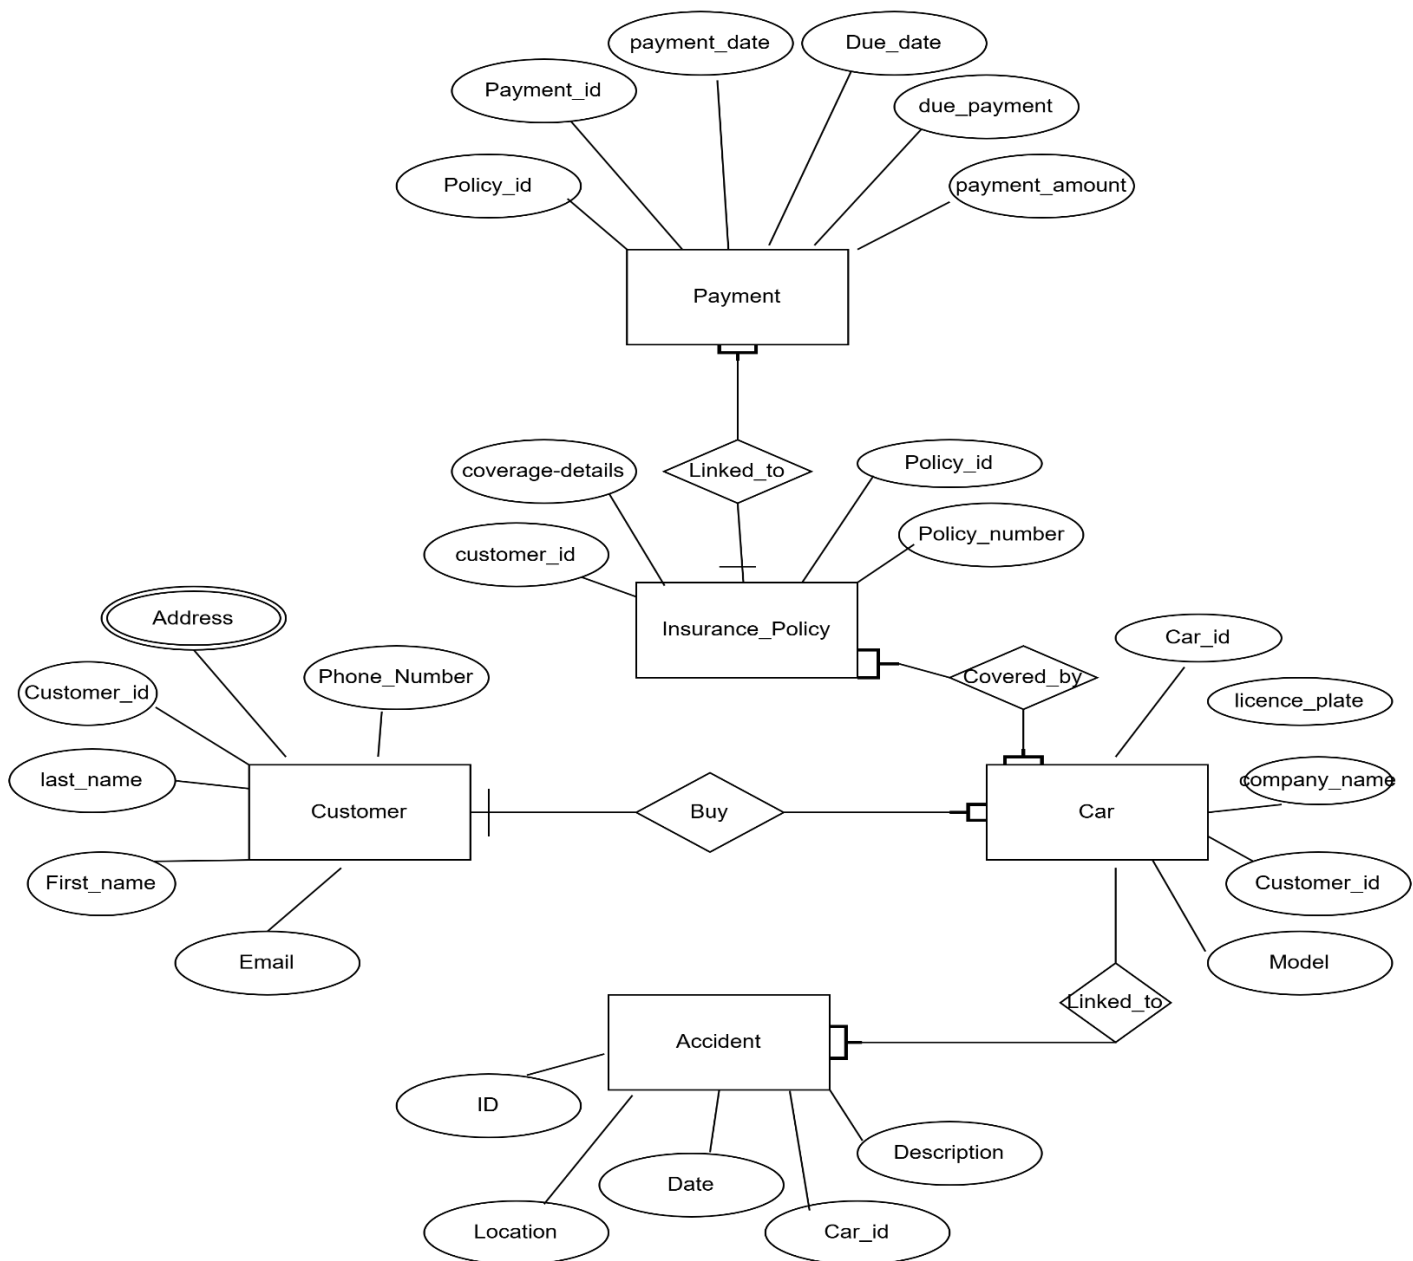 payment_date
Due_date
Payment_id
due_payment
Policy_id
payment_amount
Payment
coverage-details
Linked_to
Policy_id
customer_id
Policy_number
Address
Insurance_Policy
Car_id
Customer_id
Phone_Number
Covered_by
licence_plate
last_name
company_name
Customer
Buy
Car
First_name
Customer_id
Email
Model
Linked_to
Accident
ID
Description
Date
Location
Car_id